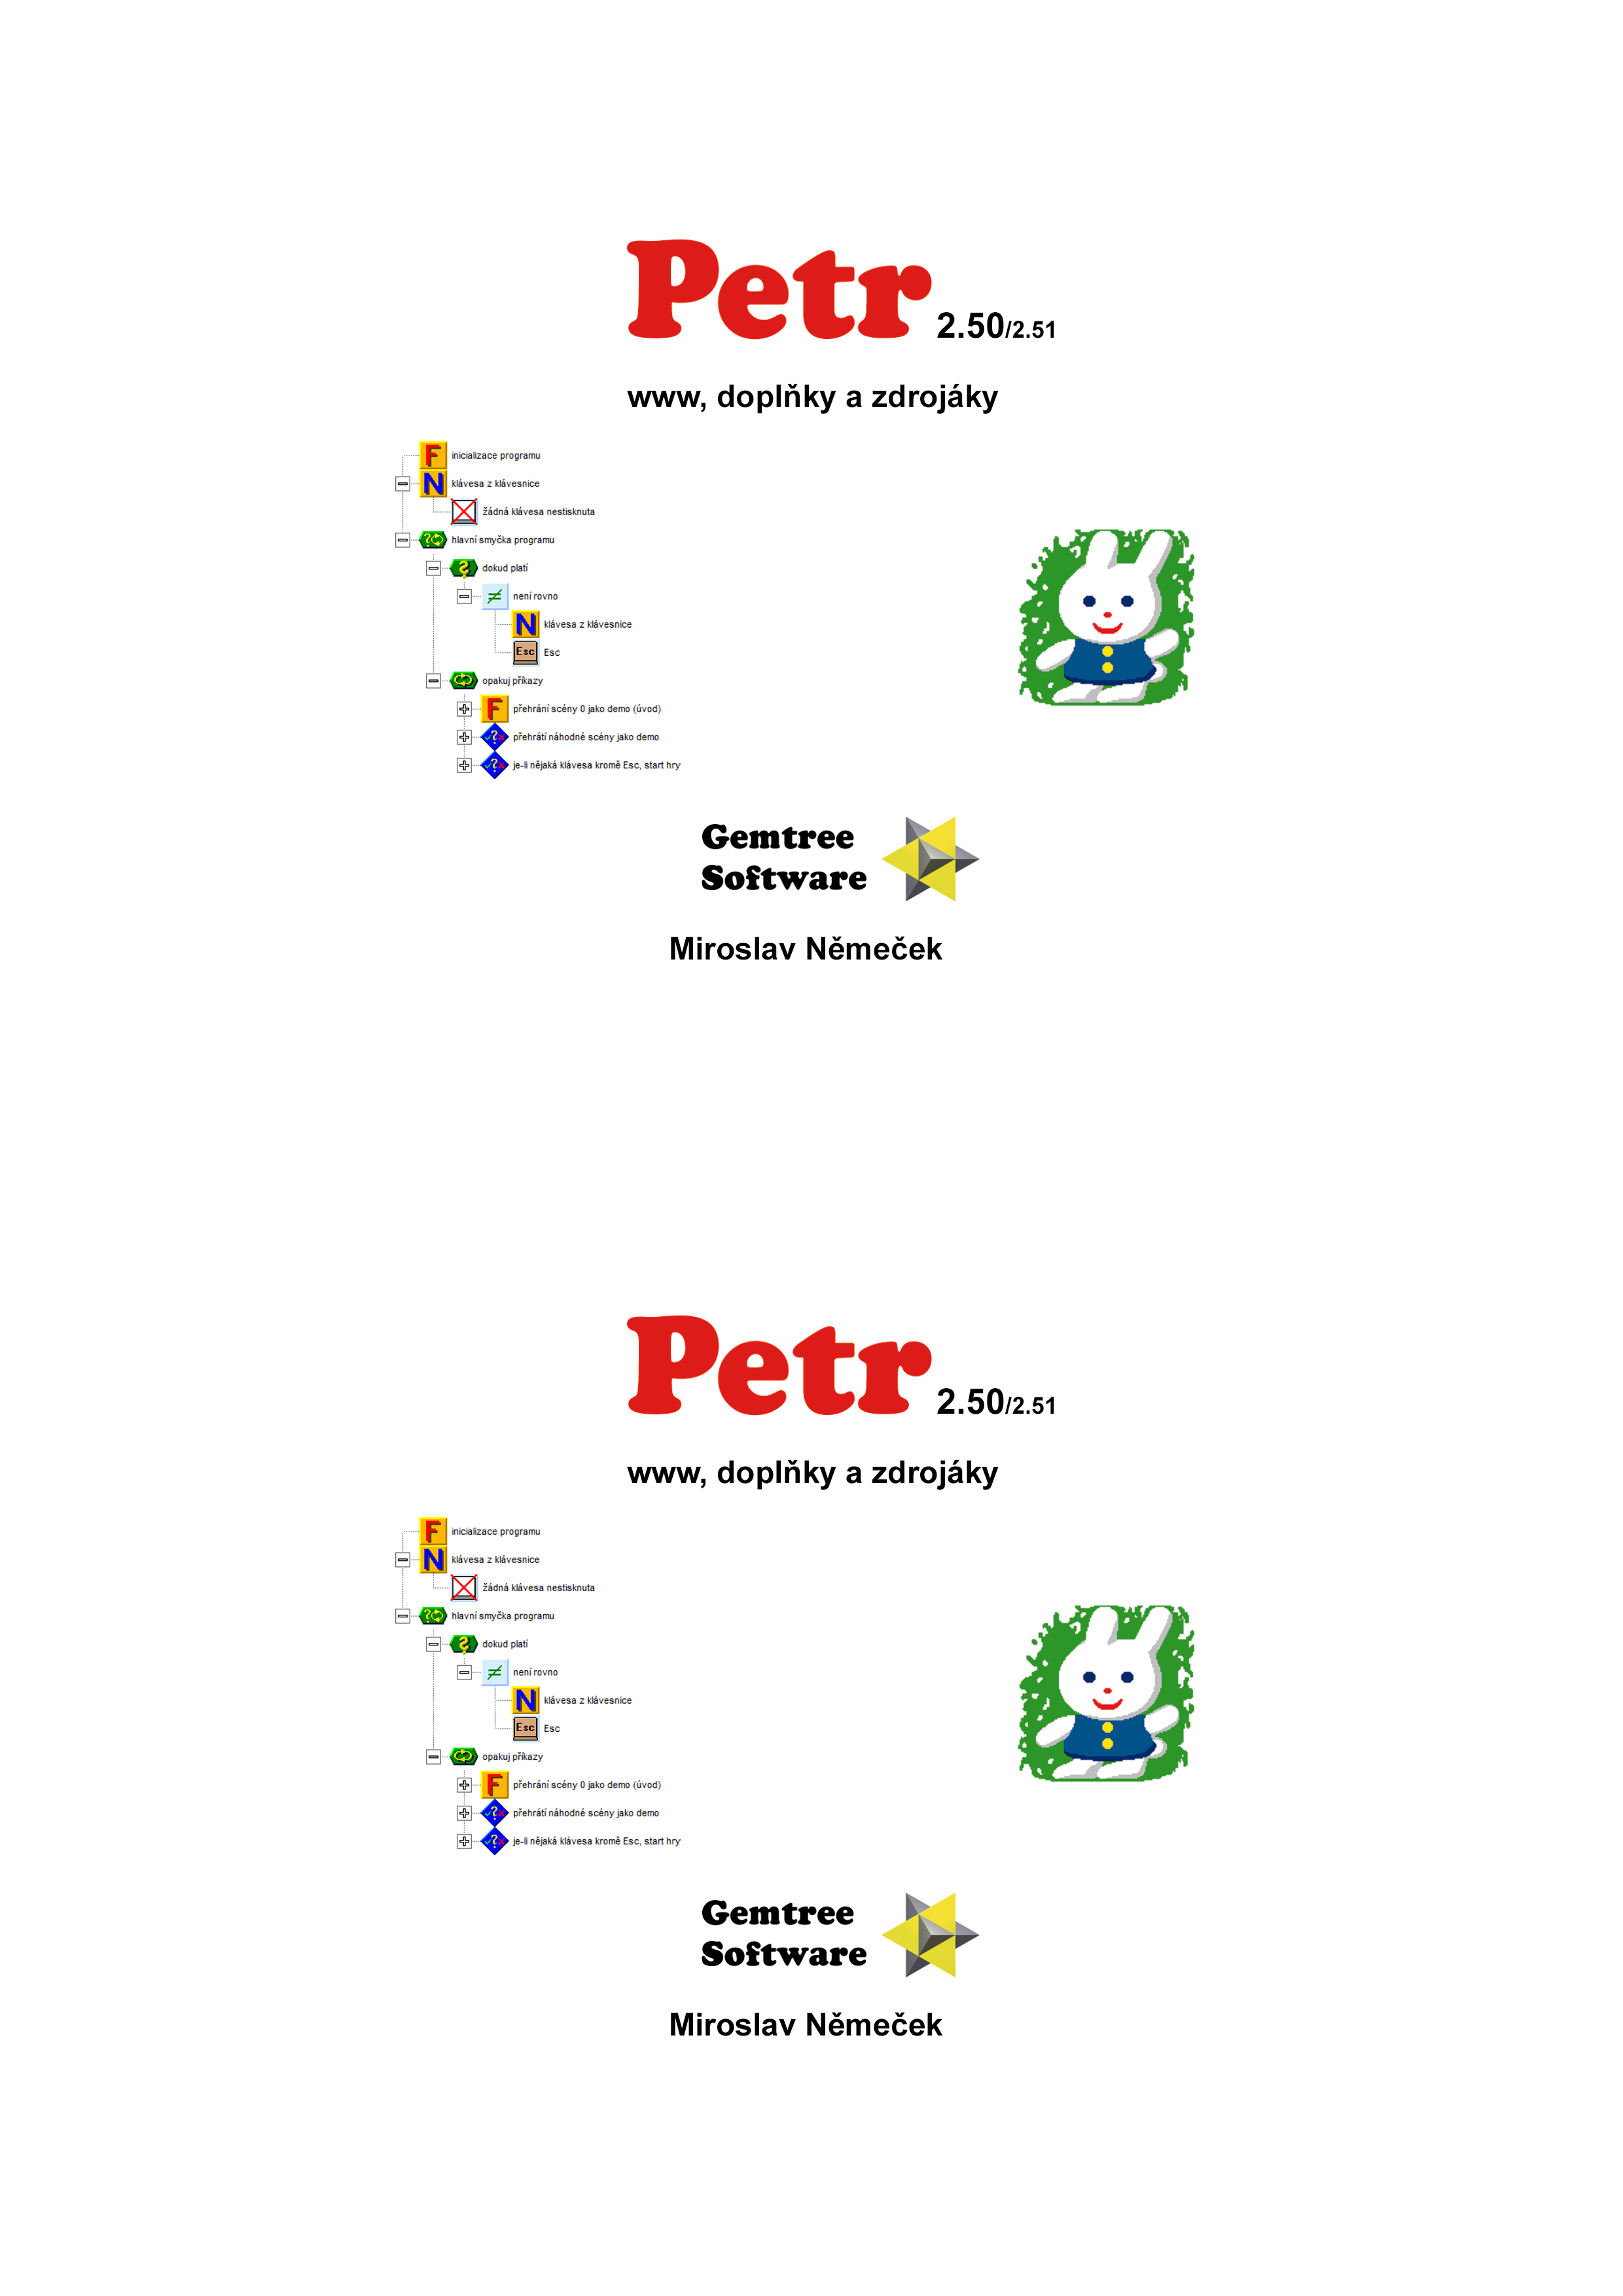 Petr 2.50/2.51
www, doplňky a zdrojáky
F inicializace programu
N klávesa z klávesnice
žádná klávesa nestisknuta
hlavní smyčka programu
dokud platí
≠ není rovno
N klávesa z klávesnice
Esc Esc
opakuj příkazy
F přehrání scény 0 jako demo (úvod)
přehrátí náhodné scény jako demo
je-li nějaká klávesa kromě Esc, start hry
Gemtree
Software
Miroslav Němeček
Petr 2.50/2.51
www, doplňky a zdrojáky
F inicializace programu
N klávesa z klávesnice
žádná klávesa nestisknuta
hlavní smyčka programu
dokud platí
≠ není rovno
N klávesa z klávesnice
Esc Esc
opakuj příkazy
F přehrání scény 0 jako demo (úvod)
přehrátí náhodné scény jako demo
je-li nějaká klávesa kromě Esc, start hry
Gemtree
Software
Miroslav Němeček